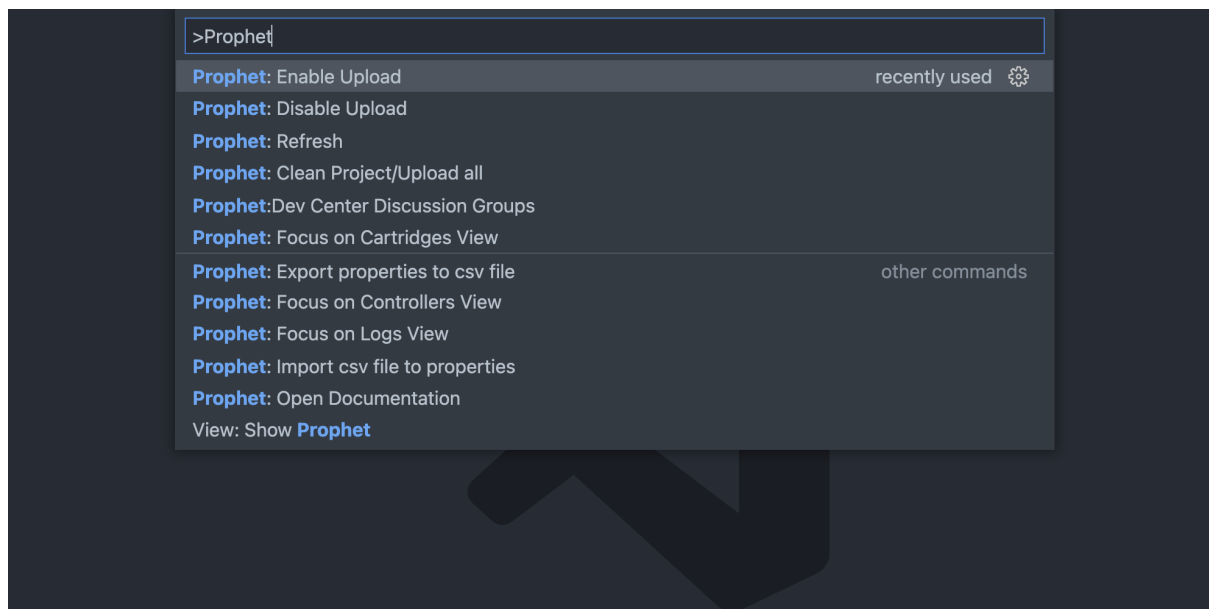 >Prophet
Prophet: Enable Upload recently used
Prophet: Disable Upload
Prophet: Refresh
Prophet: Clean Project/Upload all
Prophet:Dev Center Discussion Groups
Prophet: Focus on Cartridges View
Prophet: Export properties to csv file other commands
Prophet: Focus on Controllers View
Prophet: Focus on Logs View
Prophet: Import csv file to properties
Prophet: Open Documentation
View: Show Prophet